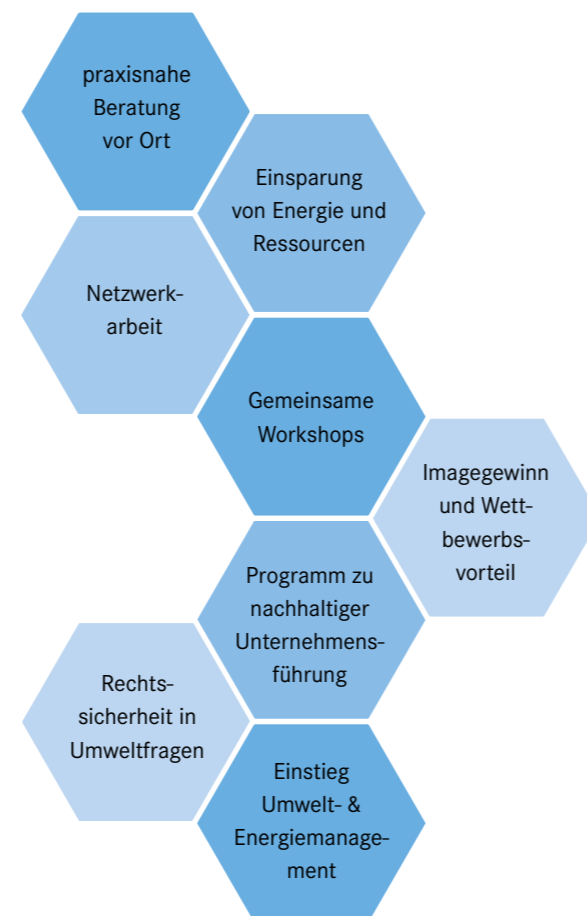 praxisnahe
Beratung
vor Ort
Einsparung
von Energie und
Ressourcen
Netzwerk-
arbeit
Gemeinsame
Workshops
Imagegewinn
und Wett-
bewerbs-
vorteil
Programm zu
nachhaltiger
Unternehmens-
führung
Rechts-
sicherheit in
Umweltfragen
Einstieg
Umwelt- &
Energiemanage-
ment